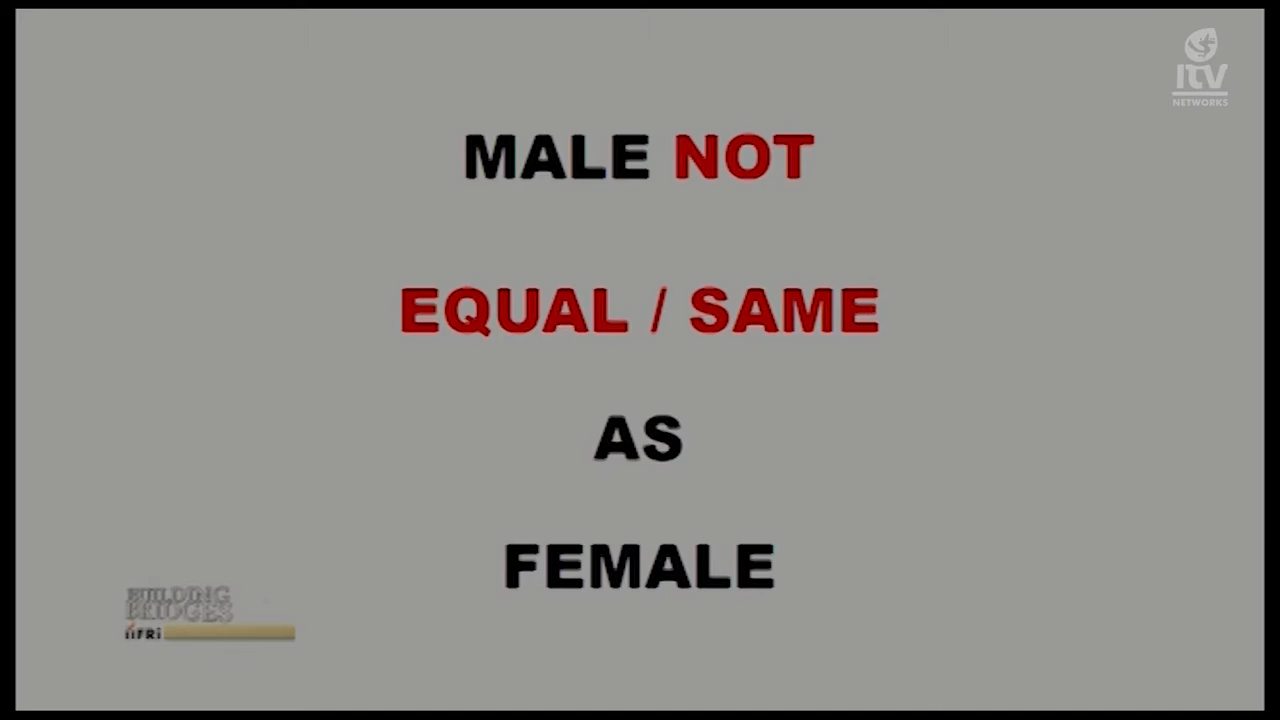 ITV
NETWORKS
MALE NOT
EQUAL / SAME
AS
FEMALE
BUILDING
BRIDGES
iiFRi